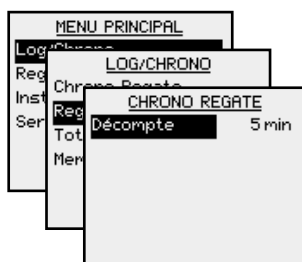 MENU PRINCIPAL
Log/Chrono
Reg
Inst
Ser
LOG/CHRONO
Chrono Regate
Reg
Tot
Mem
CHRONO REGATE
Décompte 5 min